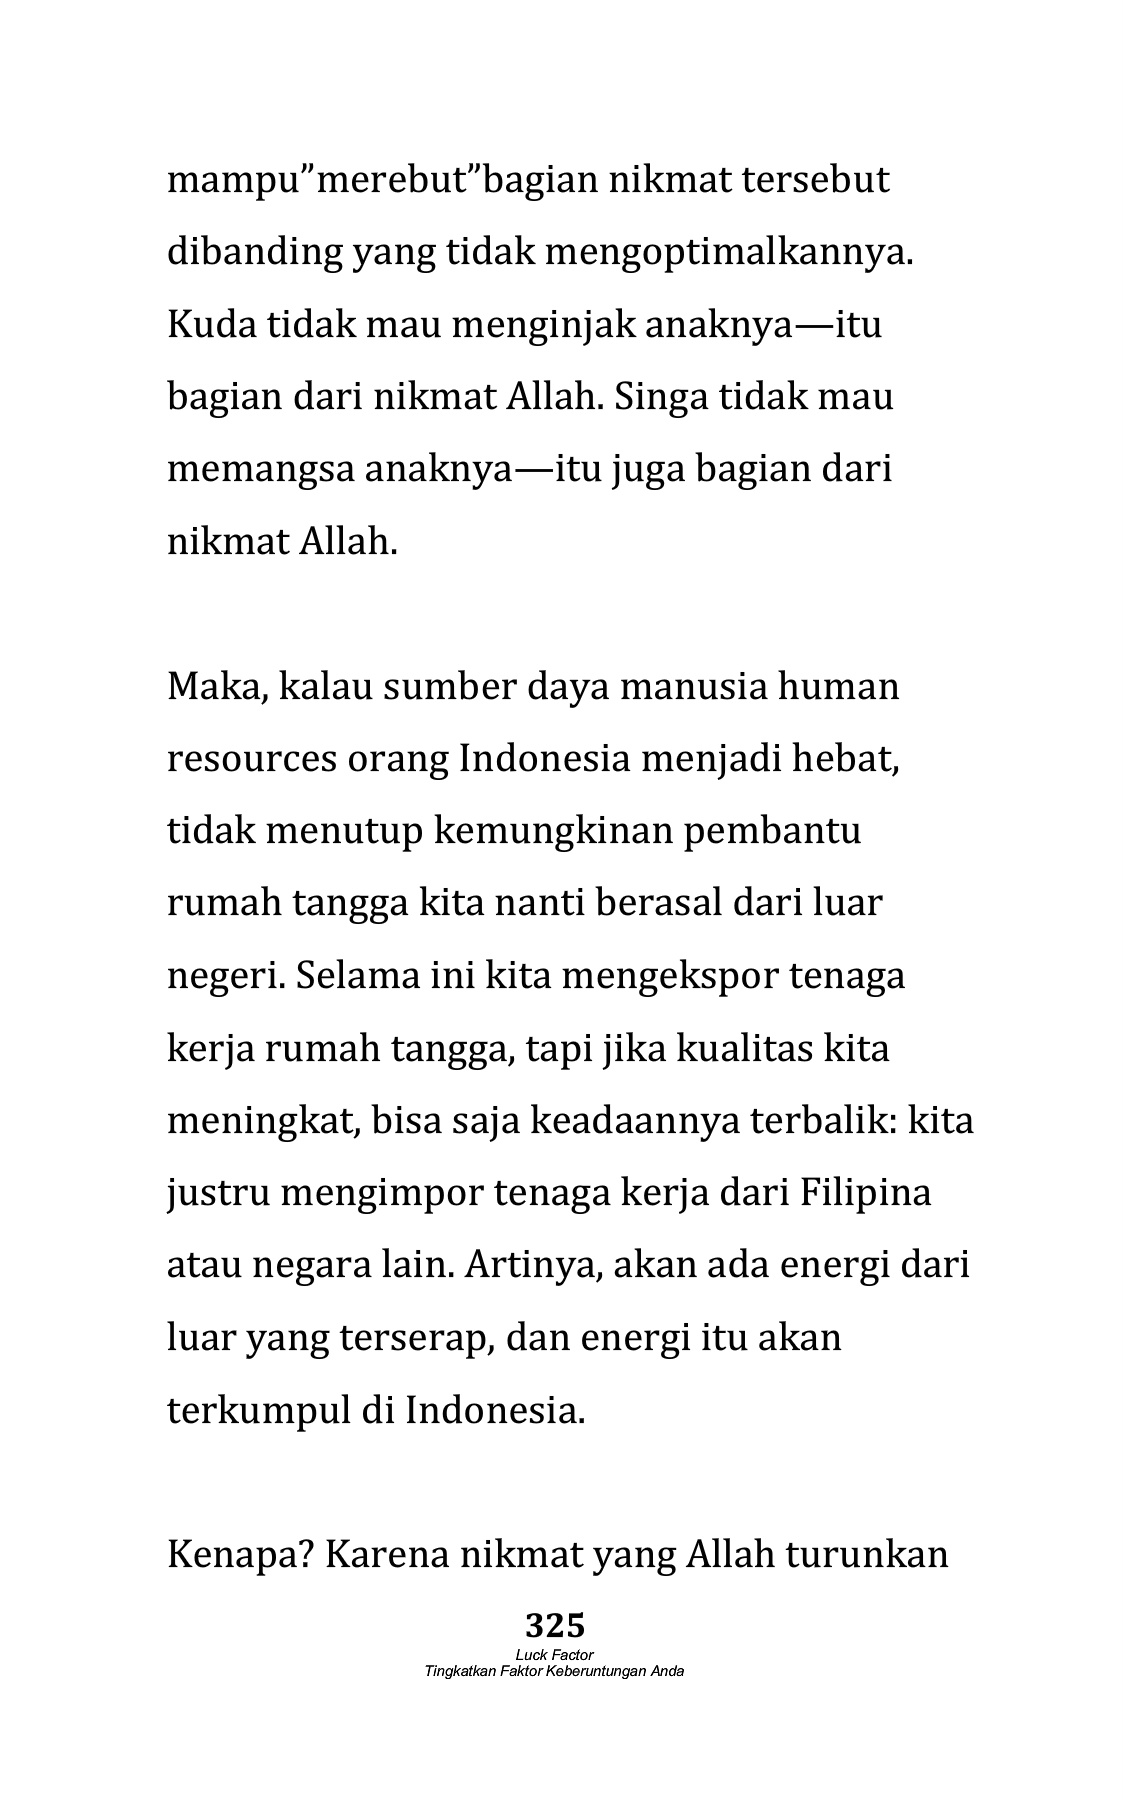 mampu”merebut”bagian nikmat tersebut
dibanding yang tidak mengoptimalkannya.
Kuda tidak mau menginjak anaknya—itu
bagian dari nikmat Allah. Singa tidak mau
memangsa anaknya—itu juga bagian dari
nikmat Allah.
Maka, kalau sumber daya manusia human
resources orang Indonesia menjadi hebat,
tidak menutup kemungkinan pembantu
rumah tangga kita nanti berasal dari luar
negeri. Selama ini kita mengekspor tenaga
kerja rumah tangga, tapi jika kualitas kita
meningkat, bisa saja keadaannya terbalik: kita
justru mengimpor tenaga kerja dari Filipina
atau negara lain. Artinya, akan ada energi dari
luar yang terserap, dan energi itu akan
terkumpul di Indonesia.
Kenapa? Karena nikmat yang Allah turunkan
325
Luck Factor
Tingkatkan Faktor Keberuntungan Anda